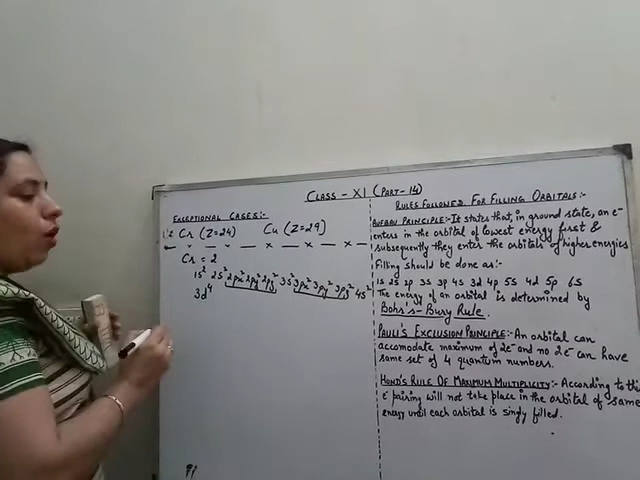 CLASS - XI (PART-14)
EXCEPTIONAL CASES:-
Cr (Z=24) Cu (Z=29)
Cr = 2
1s² 2s² 2px² 2py² 2pz² 3s² 3px² 3py² 3pz² 4s²
3d⁴
RULES FOLLOWED FOR FILLING ORBITALS:-
AUFBAU PRINCIPLE:- It states that, in ground state, an e⁻
enters in the orbital of lowest energy first &
subsequently they enter the orbitals of higher energies
Filling should be done as:-
1s 2s 2p 3s 3p 4s 3d 4p 5s 4d 5p 6s
The energy of an orbital is determined by
Bohr's-Bury Rule.
PAULI'S EXCLUSION PRINCIPLE:- An orbital can
accomodate maximum of 2e⁻ and no 2e⁻ can have
same set of 4 quantum numbers.
HUND'S RULE OF MAXIMUM MULTIPLICITY:- According to this
e⁻ pairing will not take place in the orbital of same
energy until each orbital is singly filled.